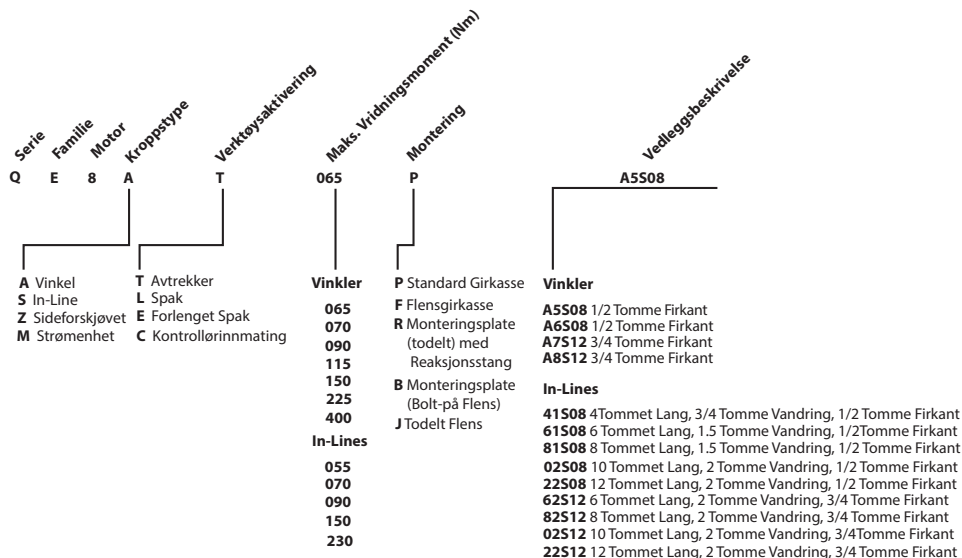 Serie
Familie
Motor
Kroppstype
Verktøysaktivering
Maks. Vridningsmoment (Nm)
Montering
Vedleggsbeskrivelse
Q E 8 A T 065 P A5S08
A Vinkel
S In-Line
Z Sideforskjøvet
M Strømenhet
T Avtrekker
L Spak
E Forlenget Spak
C Kontrollørinnmating
Vinkler
065
070
090
115
150
225
400
In-Lines
055
070
090
150
230
P Standard Girkasse
F Flensgirkasse
R Monteringsplate
(todelt) med
Reaksjonsstang
B Monteringsplate
(Bolt-på Flens)
J Todelt Flens
Vinkler
A5S08 1/2 Tomme Firkant
A6S08 1/2 Tomme Firkant
A7S12 3/4 Tomme Firkant
A8S12 3/4 Tomme Firkant
In-Lines
41S08 4Tommet Lang, 3/4 Tomme Vandring, 1/2 Tomme Firkant
61S08 6 Tommet Lang, 1.5 Tomme Vandring, 1/2Tomme Firkant
81S08 8 Tommet Lang, 1.5 Tomme Vandring, 1/2 Tomme Firkant
02S08 10 Tommet Lang, 2 Tomme Vandring, 1/2 Tomme Firkant
22S08 12 Tommet Lang, 2 Tomme Vandring, 1/2 Tomme Firkant
62S12 6 Tommet Lang, 2 Tomme Vandring, 3/4 Tomme Firkant
82S12 8 Tommet Lang, 2 Tomme Vandring, 3/4 Tomme Firkant
02S12 10 Tommet Lang, 2 Tomme Vandring, 3/4Tomme Firkant
22S12 12 Tommet Lang, 2 Tomme Vandring, 3/4 Tomme Firkant